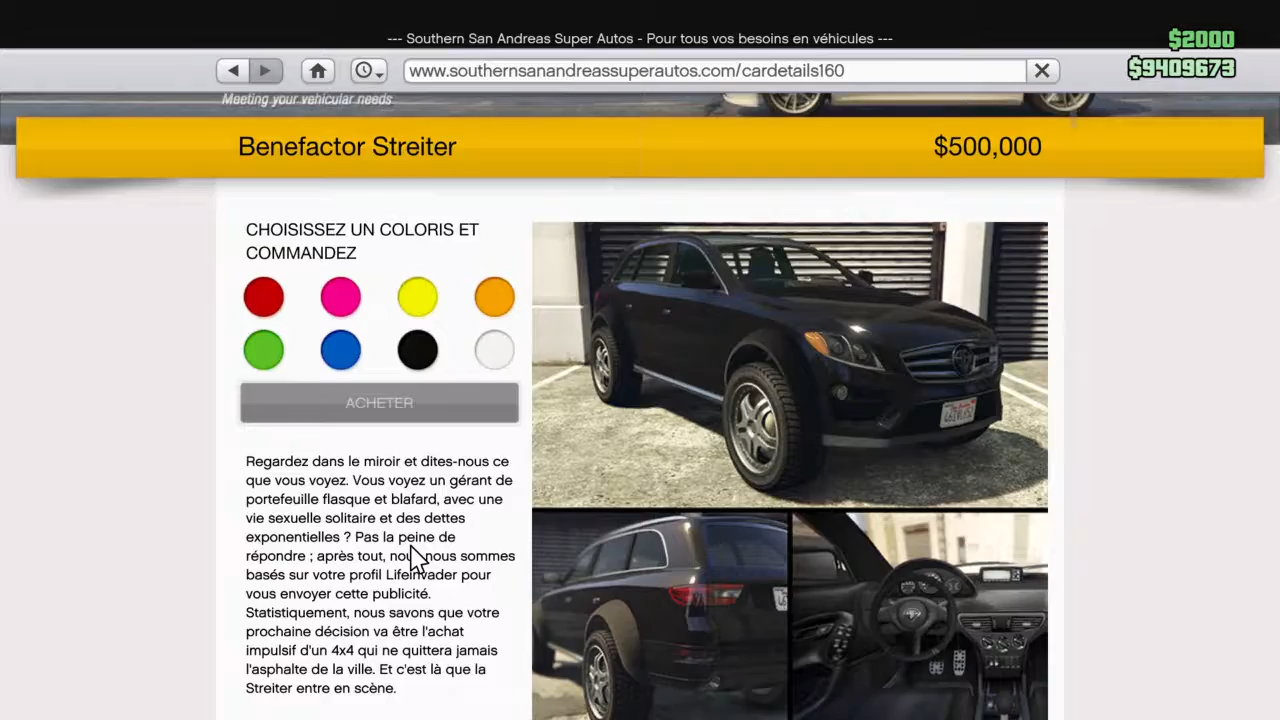 --- Southern San Andreas Super Autos - Pour tous vos besoins en véhicules ---
$2000
$9409673
www.southernsanandreassuperautos.com/cardetails160
Meeting your vehicular needs
Benefactor Streiter
$500,000
CHOISISSEZ UN COLORIS ET
COMMANDEZ
ACHETER
Regardez dans le miroir et dites-nous ce
que vous voyez. Vous voyez un gérant de
portefeuille flasque et blafard, avec une
vie sexuelle solitaire et des dettes
exponentielles ? Pas la peine de
répondre ; après tout, nous nous sommes
basés sur votre profil Lifeinvader pour
vous envoyer cette publicité.
Statistiquement, nous savons que votre
prochaine décision va être l'achat
impulsif d'un 4x4 qui ne quittera jamais
l'asphalte de la ville. Et c'est là que la
Streiter entre en scène.